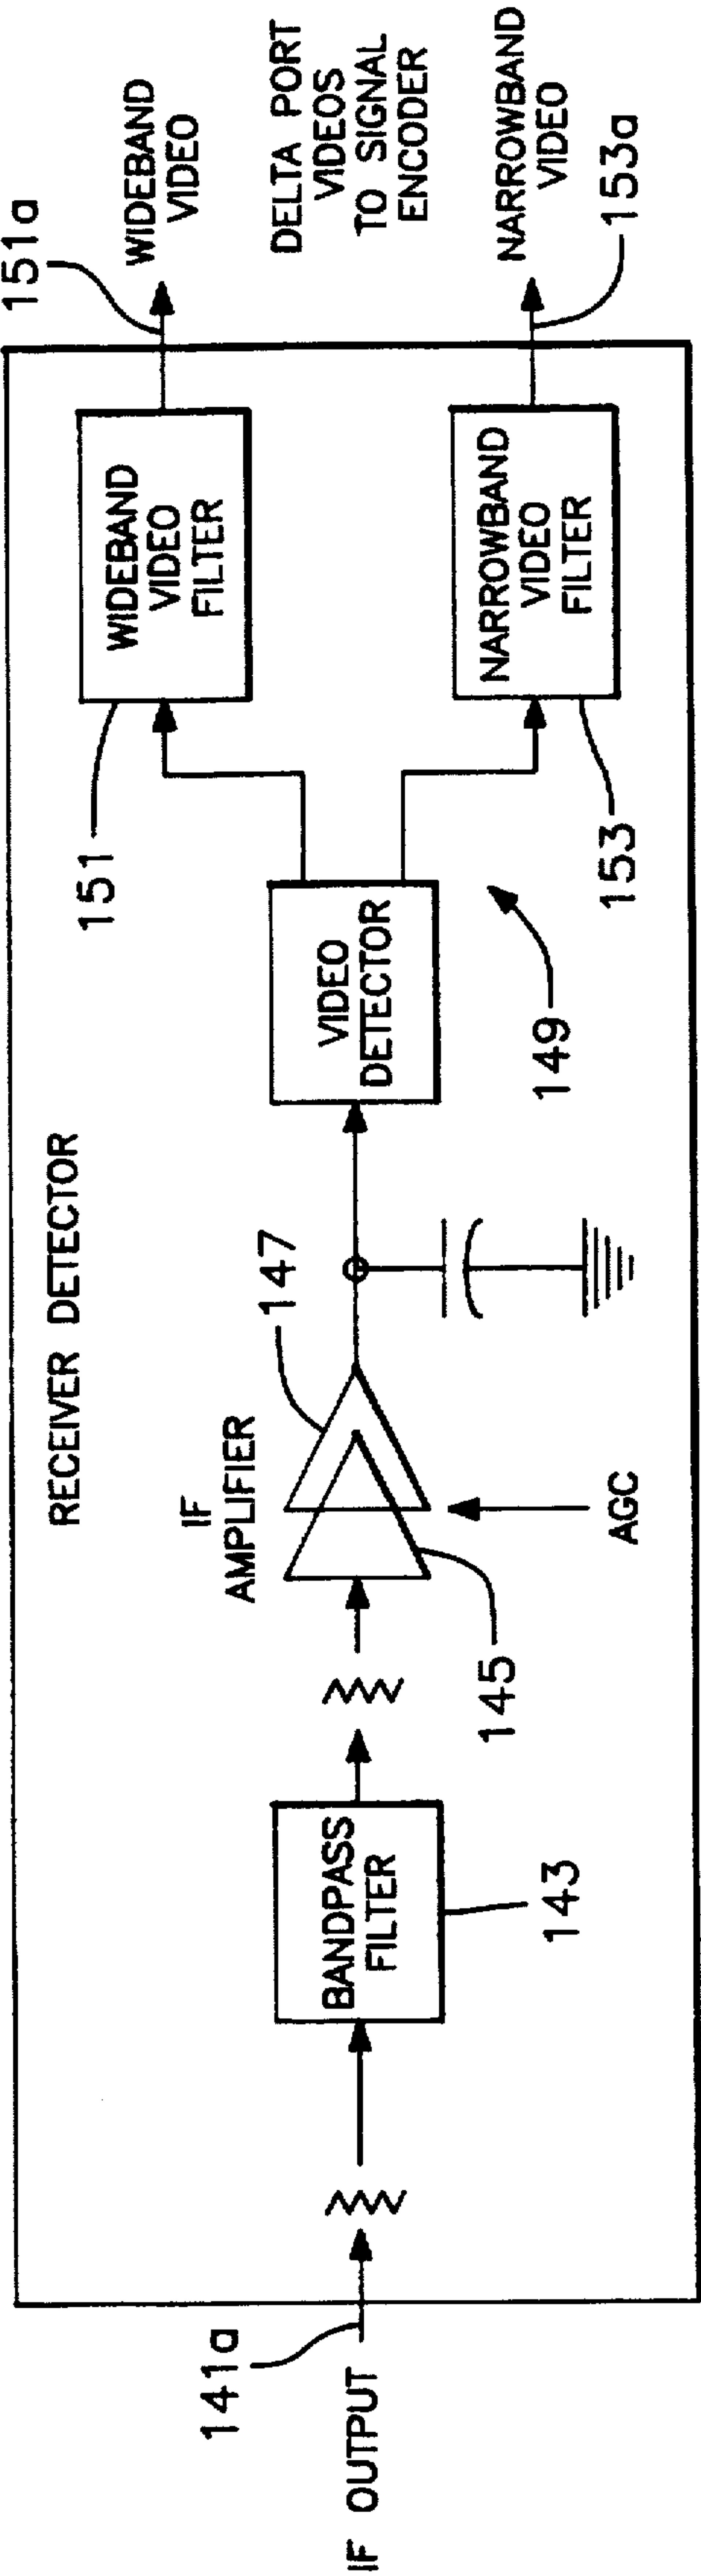 RECEIVER DETECTOR
IF OUTPUT
141a
BANDPASS
FILTER
143
IF
AMPLIFIER
145
147
AGC
VIDEO
DETECTOR
149
151
WIDEBAND
VIDEO
FILTER
151a
WIDEBAND
VIDEO
DELTA PORT
VIDEOS
TO SIGNAL
ENCODER
153
NARROWBAND
VIDEO
FILTER
NARROWBAND
VIDEO
153a